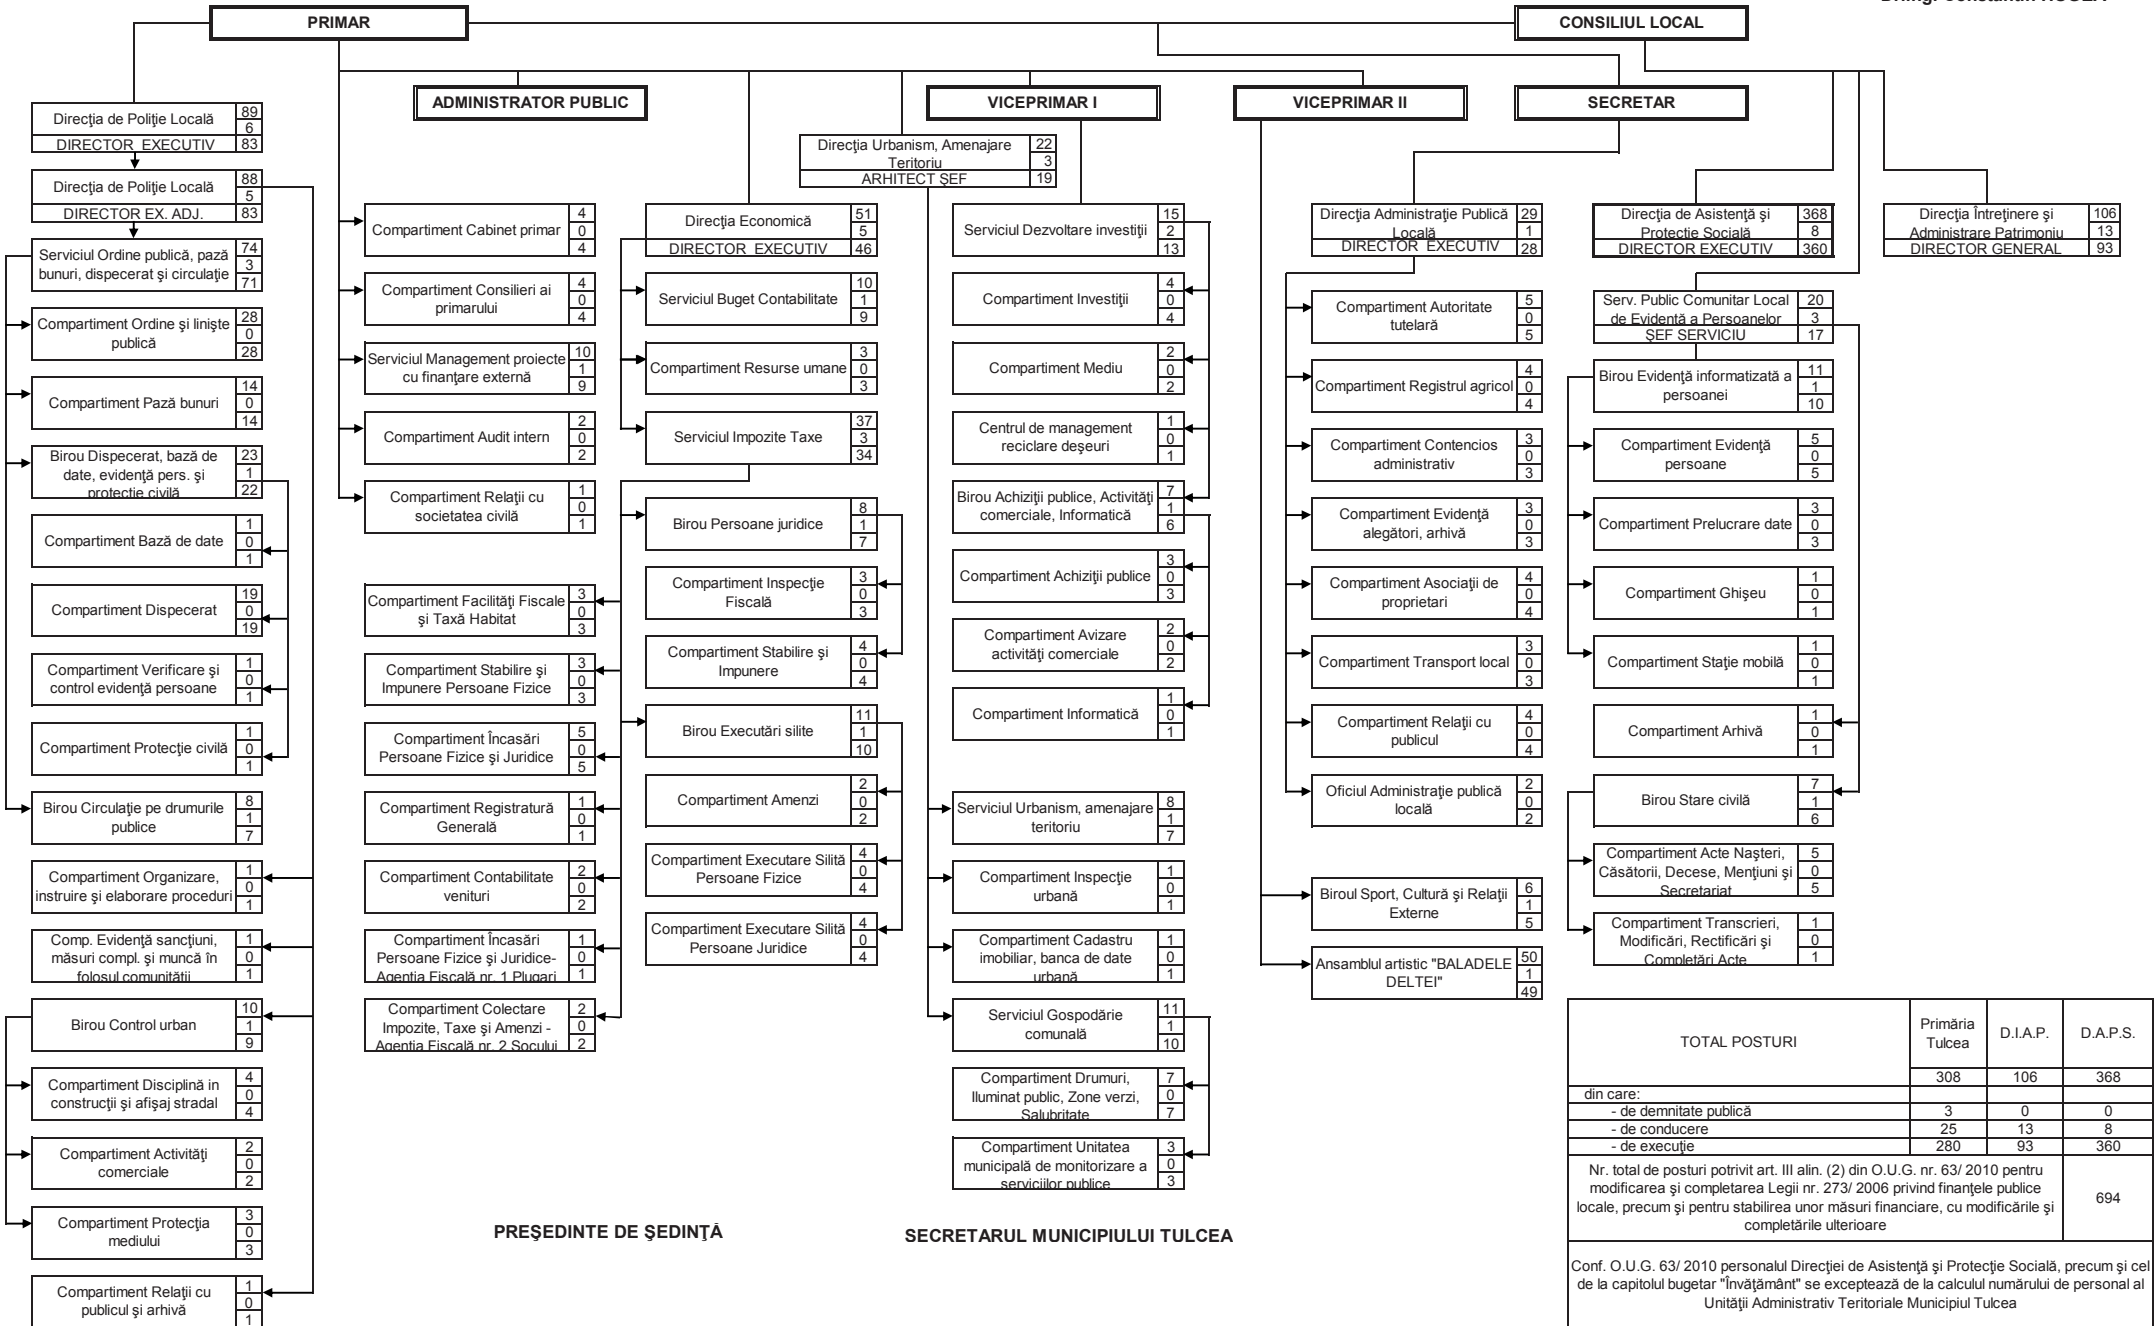 PRIMAR
CONSILIUL LOCAL
ADMINISTRATOR PUBLIC
VICEPRIMAR I
VICEPRIMAR II
SECRETAR
Direcţia de Poliţie Locală
89
6
DIRECTOR EXECUTIV
83
Direcţia de Poliţie Locală
88
5
DIRECTOR EX. ADJ.
83
Serviciul Ordine publică, pază
bunuri, dispecerat şi circulaţie
74
3
71
Compartiment Ordine şi linişte
publică
28
0
28
Compartiment Pază bunuri
14
0
14
Birou Dispecerat, bază de
date, evidenţă pers. şi
protecţie civilă
23
1
22
Compartiment Bază de date
1
0
1
Compartiment Dispecerat
19
0
19
Compartiment Verificare şi
control evidenţă persoane
1
0
1
Compartiment Protecţie civilă
1
0
1
Birou Circulaţie pe drumurile
publice
8
1
7
Compartiment Organizare,
instruire şi elaborare proceduri
1
0
1
Comp. Evidenţă sancţiuni,
măsuri compl. şi muncă în
folosul comunităţii
1
0
1
Birou Control urban
10
1
9
Compartiment Disciplină in
construcţii şi afişaj stradal
4
0
4
Compartiment Activităţi
comerciale
2
0
2
Compartiment Protecţia
mediului
3
0
3
Compartiment Relaţii cu
publicul şi arhivă
1
0
1
Compartiment Cabinet primar
4
0
4
Compartiment Consilieri ai
primarului
4
0
4
Serviciul Management proiecte
cu finanţare externă
10
1
9
Compartiment Audit intern
2
0
2
Compartiment Relaţii cu
societatea civilă
1
0
1
Compartiment Facilităţi Fiscale
şi Taxă Habitat
3
0
3
Compartiment Stabilire şi
Impunere Persoane Fizice
3
0
3
Compartiment Încasări
Persoane Fizice şi Juridice
5
0
5
Compartiment Registratură
Generală
1
0
1
Compartiment Contabilitate
venituri
2
0
2
Compartiment Încasări
Persoane Fizice şi Juridice-
Agenţia Fiscală nr. 1 Plugari
1
0
1
Compartiment Colectare
Impozite, Taxe şi Amenzi -
Agenţia Fiscală nr. 2 Socului
2
0
2
Direcţia Economică
51
5
DIRECTOR EXECUTIV
46
Serviciul Buget Contabilitate
10
1
9
Compartiment Resurse umane
3
0
3
Serviciul Impozite Taxe
37
3
34
Birou Persoane juridice
8
1
7
Compartiment Inspecţie
Fiscală
3
0
3
Compartiment Stabilire şi
Impunere
4
0
4
Birou Executări silite
11
1
10
Compartiment Amenzi
2
0
2
Compartiment Executare Silită
Persoane Fizice
4
0
4
Compartiment Executare Silită
Persoane Juridice
4
0
4
Direcţia Urbanism, Amenajare
Teritoriu
22
3
ARHITECT ŞEF
19
Serviciul Dezvoltare investiţii
15
2
13
Compartiment Investiţii
4
0
4
Compartiment Mediu
2
0
2
Centrul de management
reciclare deşeuri
1
0
1
Birou Achiziţii publice, Activităţi
comerciale, Informatică
7
1
6
Compartiment Achiziţii publice
3
0
3
Compartiment Avizare
activităţi comerciale
2
0
2
Compartiment Informatică
1
0
1
Serviciul Urbanism, amenajare
teritoriu
8
1
7
Compartiment Inspecţie
urbană
1
0
1
Compartiment Cadastru
imobiliar, banca de date
urbană
1
0
1
Serviciul Gospodărie
comunală
11
1
10
Compartiment Drumuri,
Iluminat public, Zone verzi,
Salubritate
7
0
7
Compartiment Unitatea
municipală de monitorizare a
serviciilor publice
3
0
3
Direcţia Administraţie Publică
Locală
29
1
DIRECTOR EXECUTIV
28
Compartiment Autoritate
tutelară
5
0
5
Compartiment Registrul agricol
4
0
4
Compartiment Contencios
administrativ
3
0
3
Compartiment Evidenţă
alegători, arhivă
3
0
3
Compartiment Asociaţii de
proprietari
4
0
4
Compartiment Transport local
3
0
3
Compartiment Relaţii cu
publicul
4
0
4
Oficiul Administraţie publică
locală
2
0
2
Biroul Sport, Cultură şi Relaţii
Externe
6
1
5
Ansamblul artistic "BALADELE
DELTEI"
50
1
49
Direcţia de Asistenţă şi
Protecţie Socială
368
8
DIRECTOR EXECUTIV
360
Direcţia Întreţinere şi
Administrare Patrimoniu
106
13
DIRECTOR GENERAL
93
Serv. Public Comunitar Local
de Evidenţă a Persoanelor
20
3
ŞEF SERVICIU
17
Birou Evidenţă informatizată a
persoanei
11
1
10
Compartiment Evidenţă
persoane
5
0
5
Compartiment Prelucrare date
3
0
3
Compartiment Ghişeu
1
0
1
Compartiment Staţie mobilă
1
0
1
Compartiment Arhivă
1
0
1
Birou Stare civilă
7
1
6
Compartiment Acte Naşteri,
Căsătorii, Decese, Menţiuni şi
Secretariat
5
0
5
Compartiment Transcrieri,
Modificări, Rectificări şi
Completări Acte
1
0
1
PREŞEDINTE DE ŞEDINŢĂ
SECRETARUL MUNICIPIULUI TULCEA
TOTAL POSTURI
Primăria
Tulcea
D.I.A.P.
D.A.P.S.
308 106 368
din care:
- de demnitate publică 3 0 0
- de conducere 25 13 8
- de execuţie 280 93 360
Nr. total de posturi potrivit art. III alin. (2) din O.U.G. nr. 63/ 2010 pentru
modificarea şi completarea Legii nr. 273/ 2006 privind finanţele publice
locale, precum şi pentru stabilirea unor măsuri financiare, cu modificările şi
completările ulterioare
694
Conf. O.U.G. 63/ 2010 personalul Direcţiei de Asistenţă şi Protecţie Socială, precum şi cel
de la capitolul bugetar "Învăţământ" se exceptează de la calculul numărului de personal al
Unităţii Administrativ Teritoriale Municipiul Tulcea